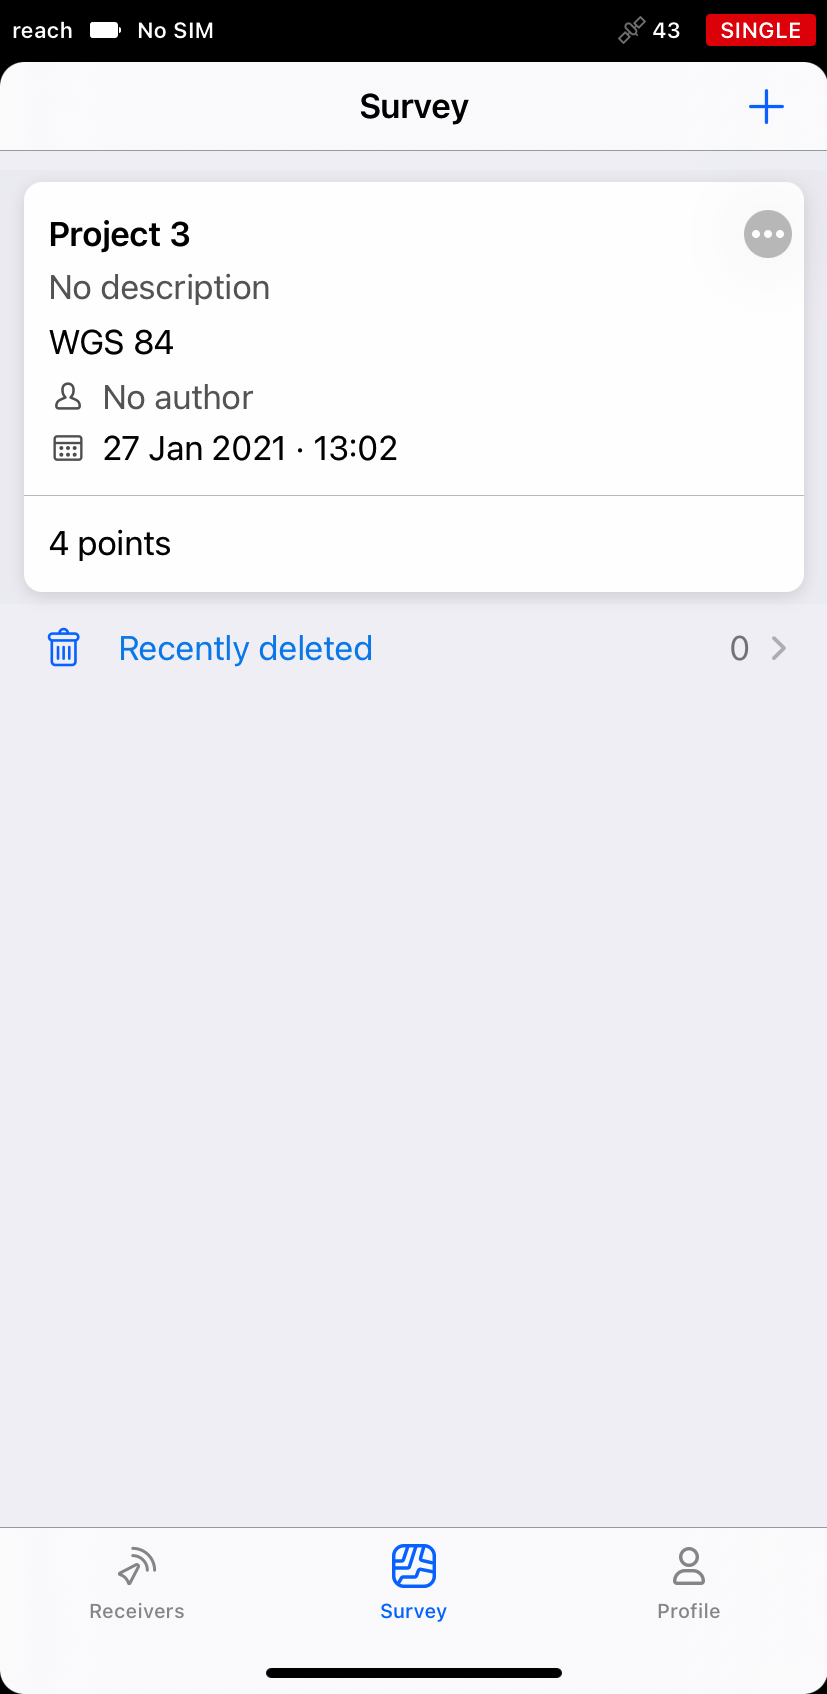 reach No SIM 43 SINGLE
Survey
Project 3
No description
WGS 84
No author
27 Jan 2021 · 13:02
4 points
Recently deleted 0
Receivers Survey Profile